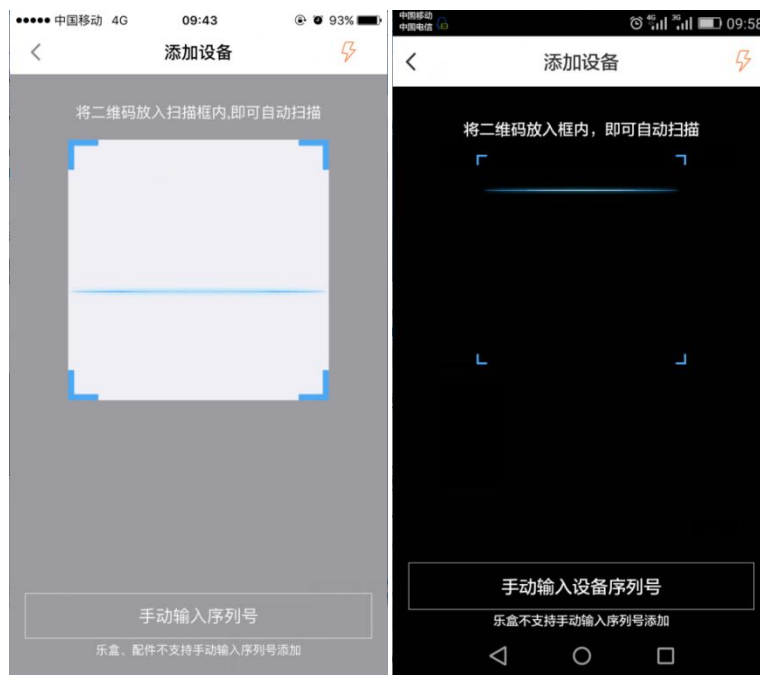 中国移动 4G 09:43 93%
添加设备
将二维码放入扫描框内,即可自动扫描
手动输入序列号
乐盒、配件不支持手动输入序列号添加
中国移动
中国电信
4G 3G 09:58
添加设备
将二维码放入框内，即可自动扫描
手动输入设备序列号
乐盒不支持手动输入序列号添加